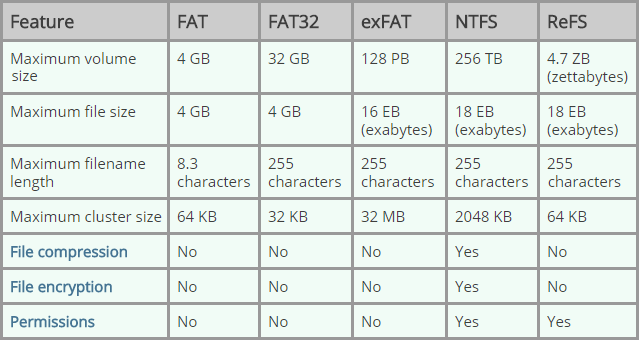 Feature FAT FAT32 exFAT NTFS ReFS
Maximum volume size 4 GB 32 GB 128 PB 256 TB 4.7 ZB (zettabytes)
Maximum file size 4 GB 4 GB 16 EB (exabytes) 18 EB (exabytes) 18 EB (exabytes)
Maximum filename length 8.3 characters 255 characters 255 characters 255 characters 255 characters
Maximum cluster size 64 KB 32 KB 32 MB 2048 KB 64 KB
File compression No No No Yes No
File encryption No No No Yes No
Permissions No No No Yes Yes